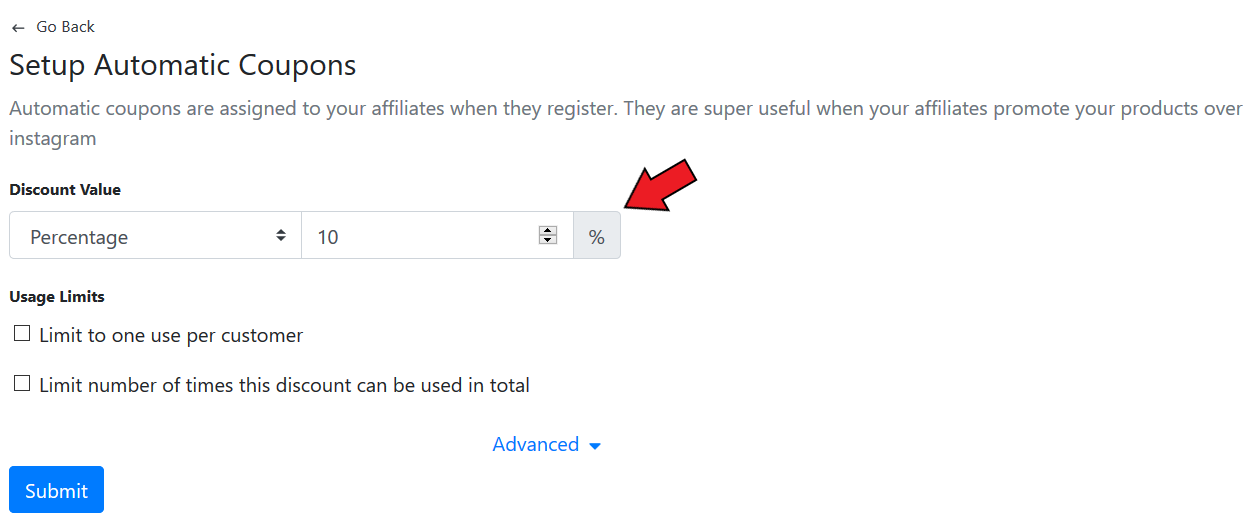 ← Go Back
Setup Automatic Coupons
Automatic coupons are assigned to your affiliates when they register. They are super useful when your affiliates promote your products over
instagram
Discount Value
Percentage 10 %
Usage Limits
Limit to one use per customer
Limit number of times this discount can be used in total
Advanced
Submit